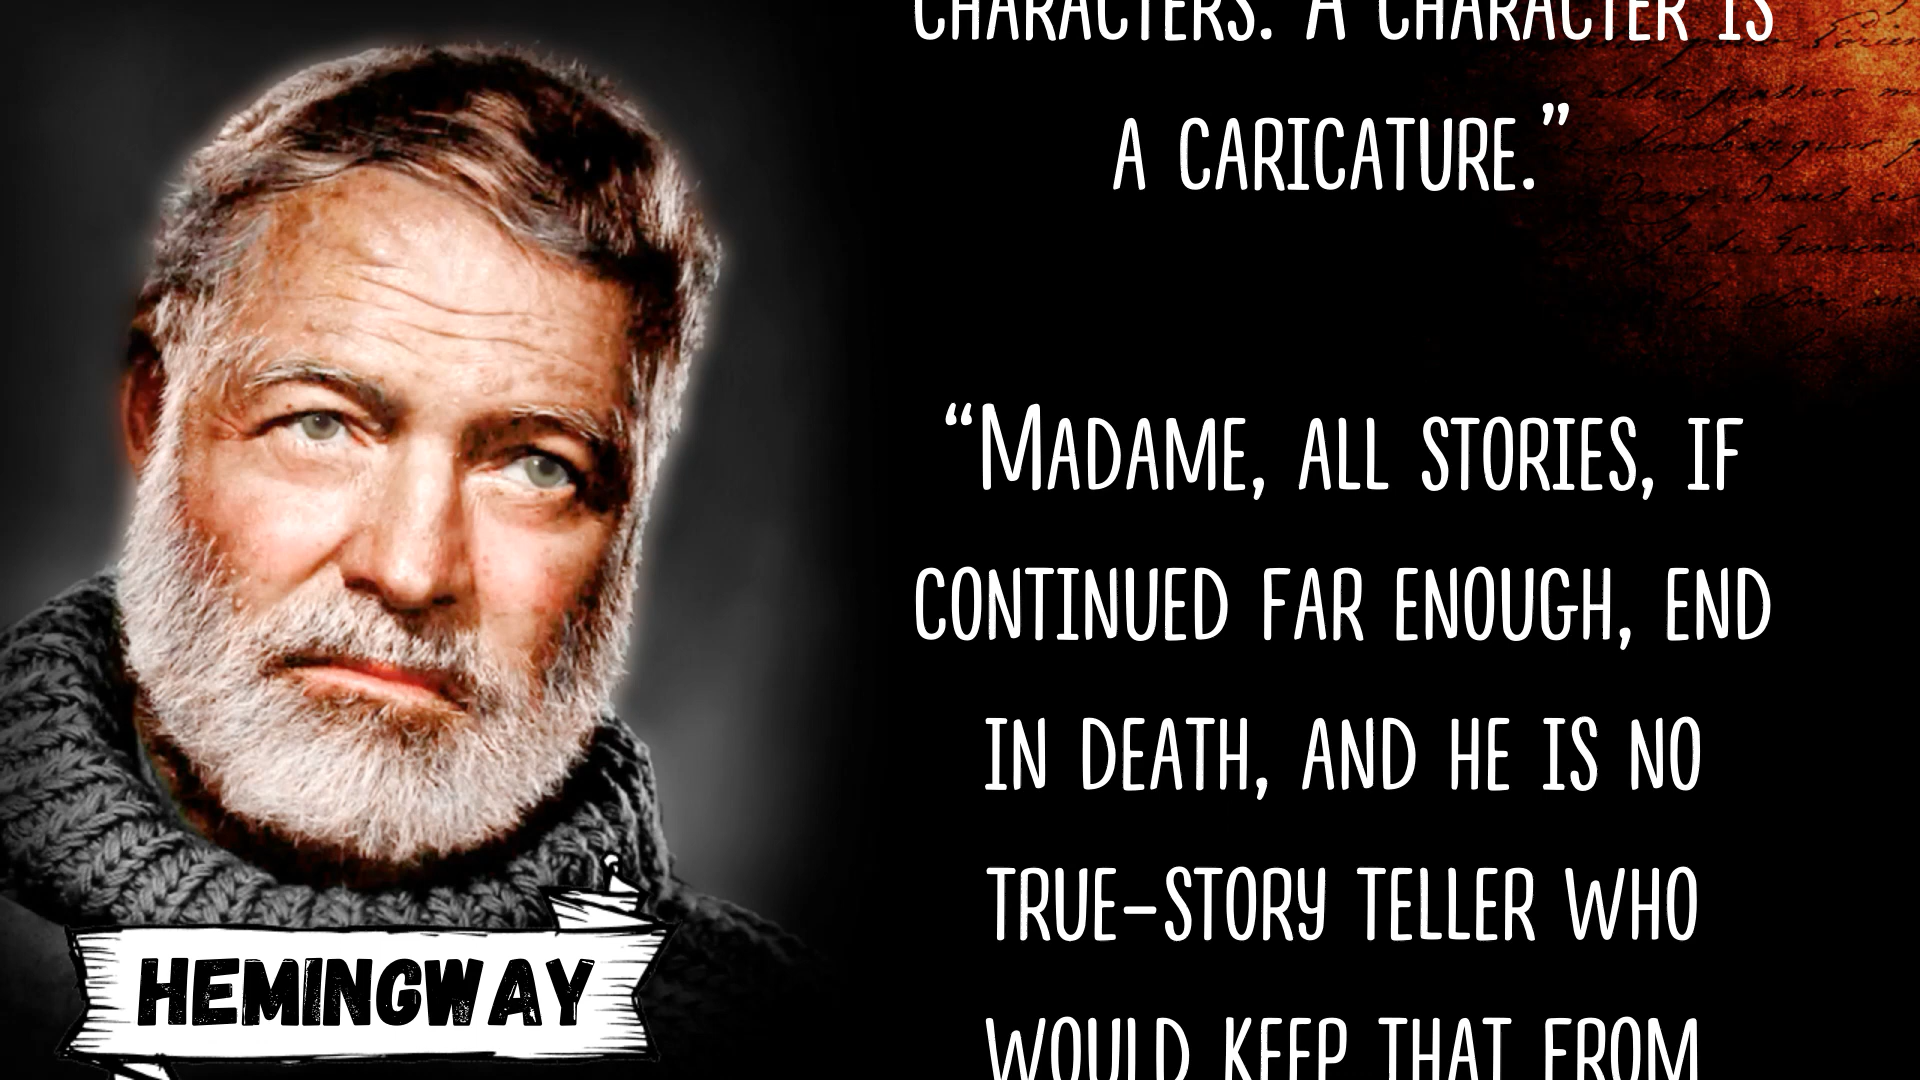 CHARACTERS. A CHARACTER IS
A CARICATURE.”
“MADAME, ALL STORIES, IF
CONTINUED FAR ENOUGH, END
IN DEATH, AND HE IS NO
TRUE-STORY TELLER WHO
WOULD KEEP THAT FROM
HEMINGWAY